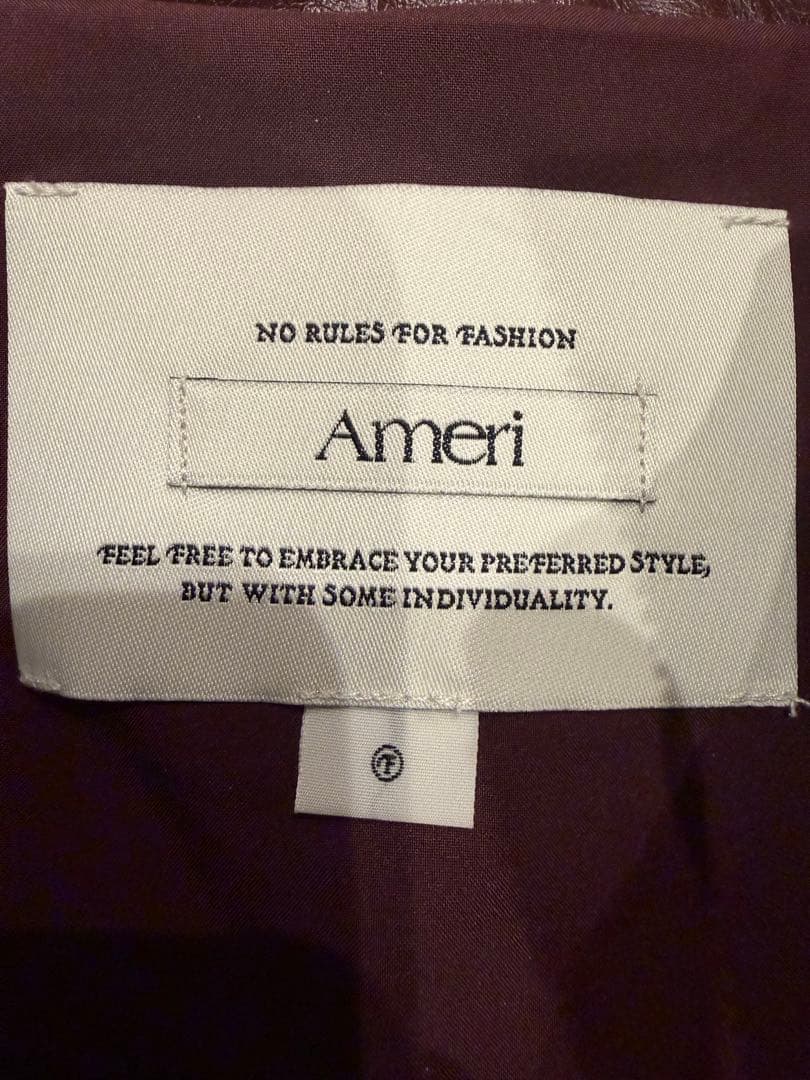 NO RULES FOR FASHION
Ameri
FEEL FREE TO EMBRACE YOUR PREFERRED STYLE,
BUT WITH SOME INDIVIDUALITY.
F